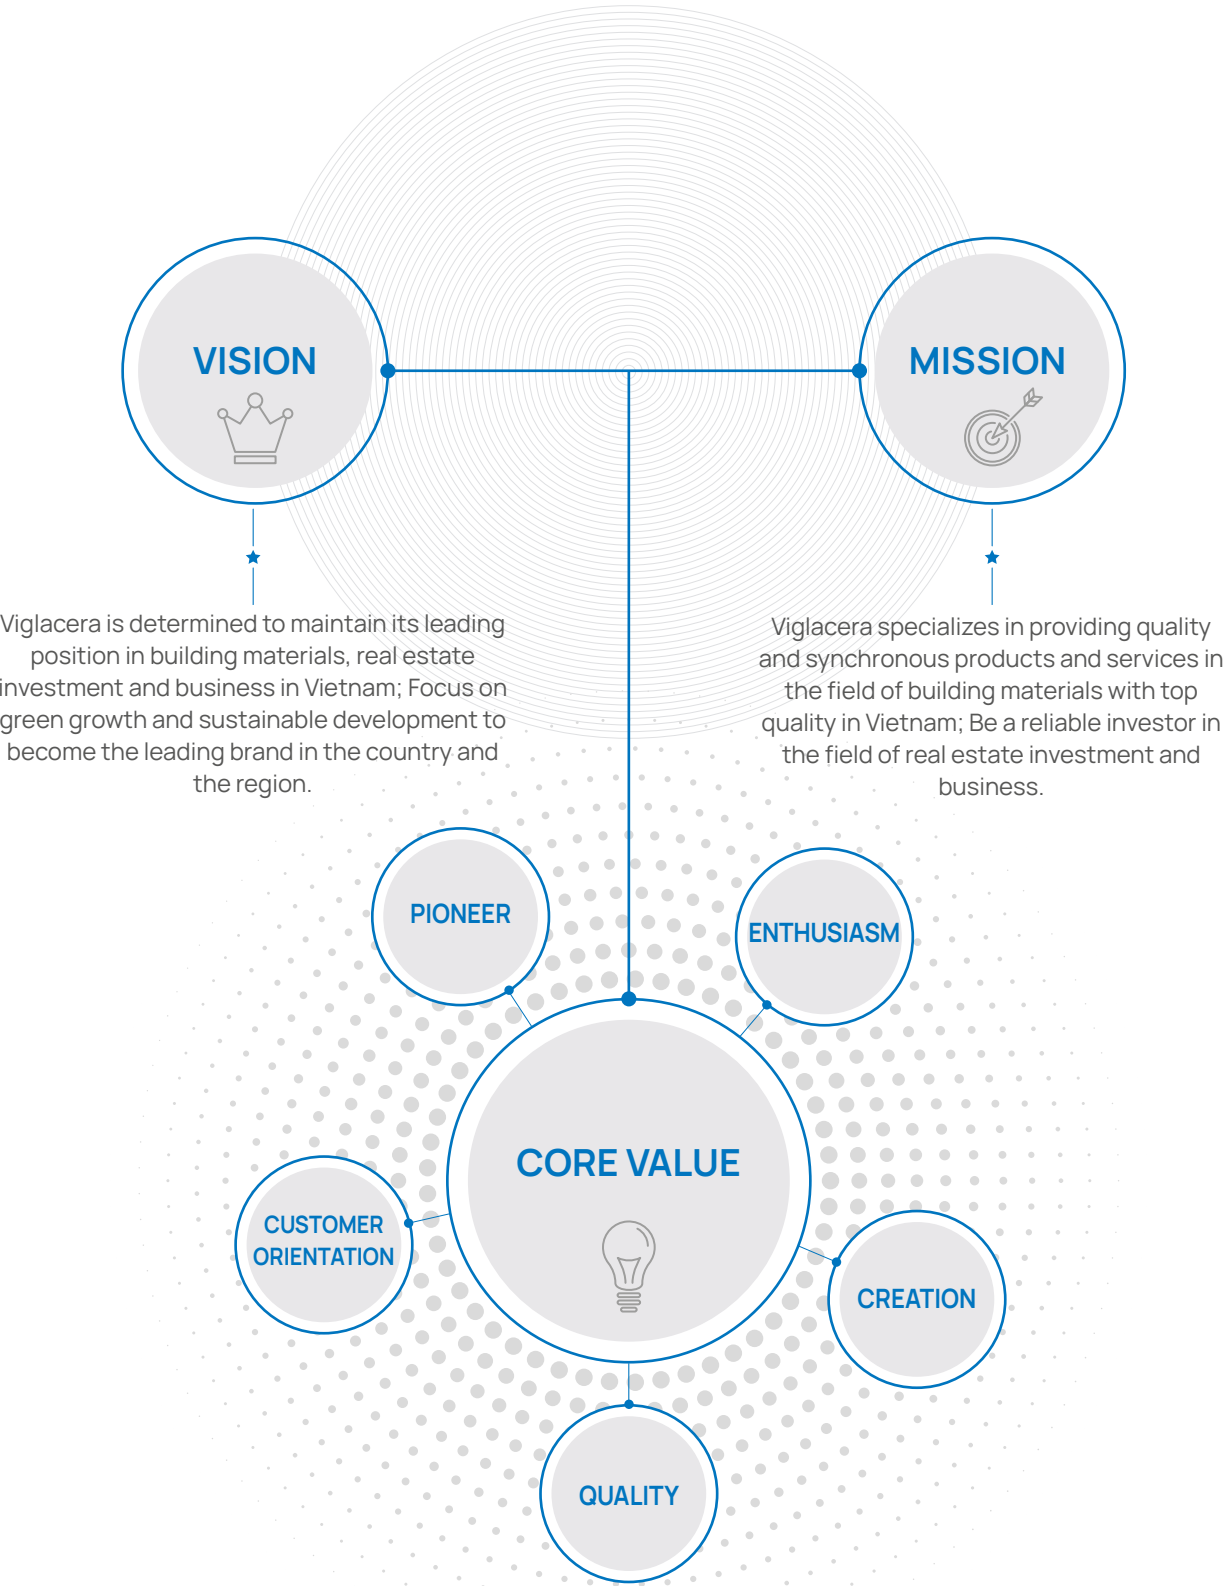 VISION
MISSION
Viglacera is determined to maintain its leading
position in building materials, real estate
investment and business in Vietnam; Focus on
green growth and sustainable development to
become the leading brand in the country and
the region.
Viglacera specializes in providing quality
and synchronous products and services in
the field of building materials with top
quality in Vietnam; Be a reliable investor in
the field of real estate investment and
business.
PIONEER
ENTHUSIASM
CORE VALUE
CUSTOMER
ORIENTATION
CREATION
QUALITY